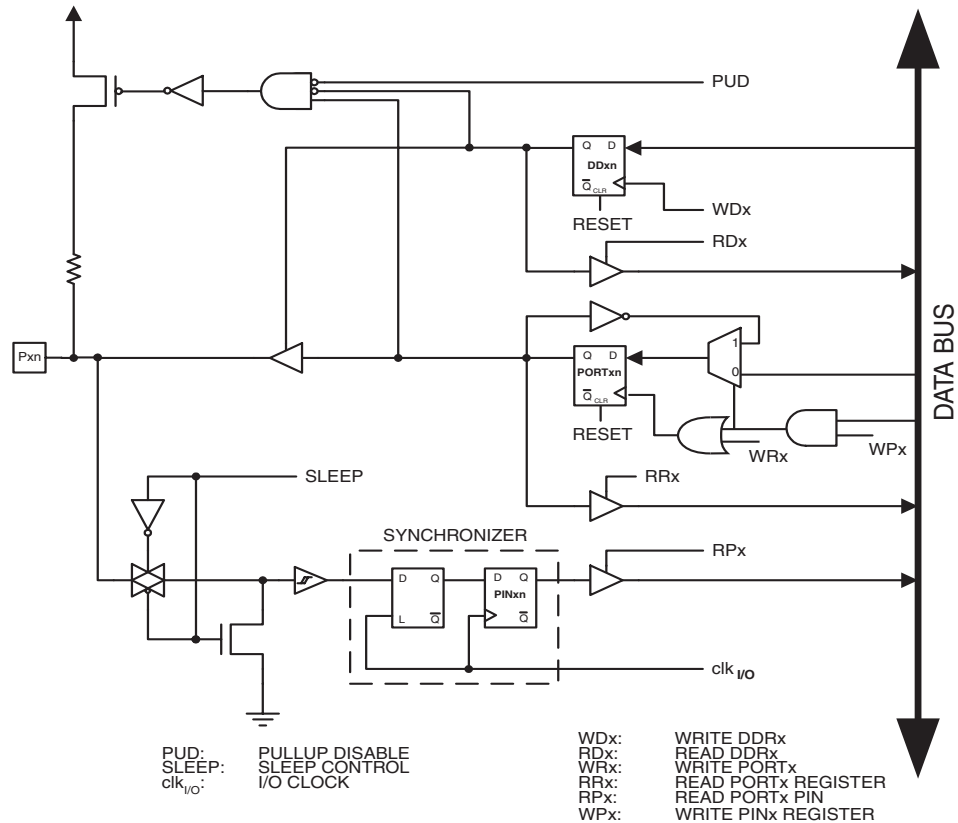 PUD
Q D
DDxn
Q CLR
WDx
RESET
RDx
Pxn
1
Q D
PORTxn
0
Q CLR
RESET
WRx
WPx
DATA BUS
SLEEP
RRx
SYNCHRONIZER
RPx
D Q
D Q
PINxn
L Q
Q
clk I/O
PUD: PULLUP DISABLE
SLEEP: SLEEP CONTROL
clkI/O: I/O CLOCK
WDx: WRITE DDRx
RDx: READ DDRx
WRx: WRITE PORTx
RRx: READ PORTx REGISTER
RPx: READ PORTx PIN
WPx: WRITE PINx REGISTER